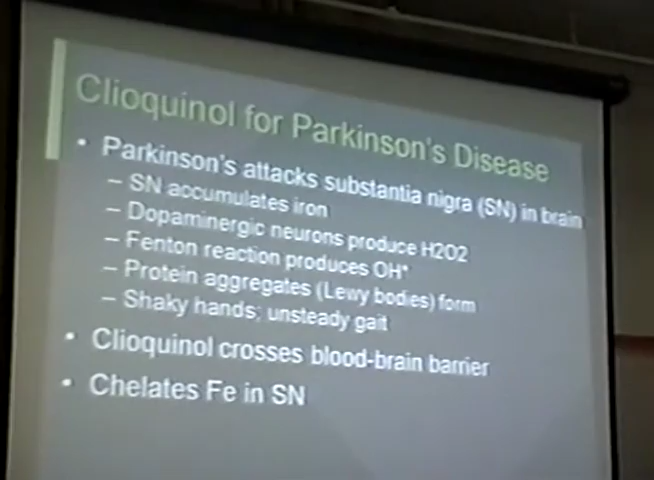 Clioquinol for Parkinson's Disease
• Parkinson's attacks substantia nigra (SN) in brain
– SN accumulates iron
– Dopaminergic neurons produce H2O2
– Fenton reaction produces OH*
– Protein aggregates (Lewy bodies) form
– Shaky hands; unsteady gait
• Clioquinol crosses blood-brain barrier
• Chelates Fe in SN